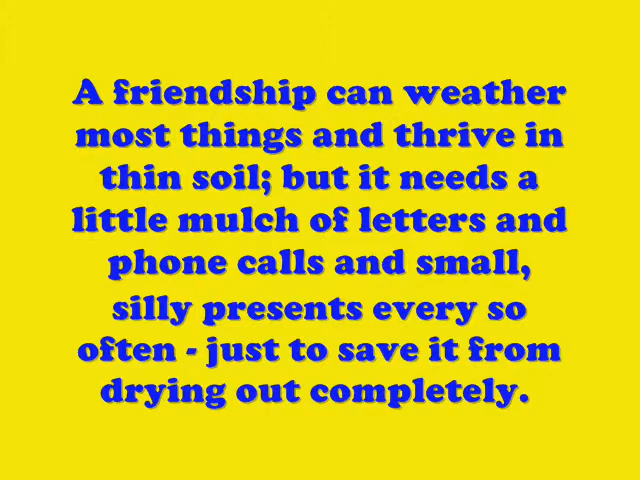 A friendship can weather
most things and thrive in
thin soil; but it needs a
little mulch of letters and
phone calls and small,
silly presents every so
often - just to save it from
drying out completely.